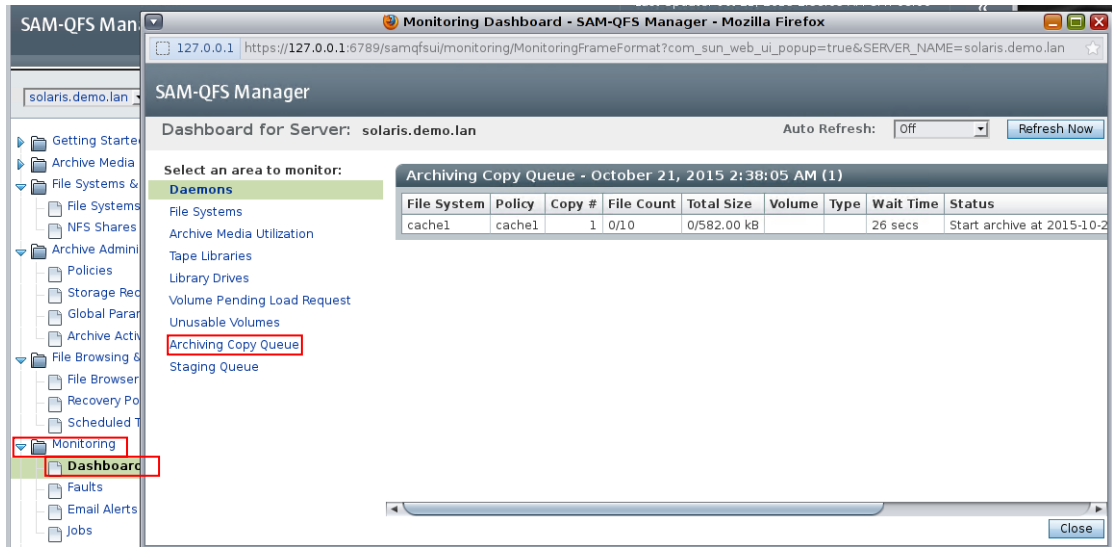 SAM-QFS Man
Monitoring Dashboard - SAM-QFS Manager - Mozilla Firefox
127.0.0.1 https://127.0.0.1:6789/samqfsui/monitoring/MonitoringFrameFormat?com_sun_web_ui_popup=true&SERVER_NAME=solaris.demo.lan
solaris.demo.lan
SAM-QFS Manager
Dashboard for Server: solaris.demo.lan
Auto Refresh: Off Refresh Now
Getting Starte
Archive Media
File Systems &
File Systems
NFS Shares
Archive Admini
Policies
Storage Rec
Global Parar
Archive Activ
File Browsing &
File Browser
Recovery Po
Scheduled T
Monitoring
Dashboard
Faults
Email Alerts
Jobs
Select an area to monitor:
Daemons
File Systems
Archive Media Utilization
Tape Libraries
Library Drives
Volume Pending Load Request
Unusable Volumes
Archiving Copy Queue
Staging Queue
Archiving Copy Queue - October 21, 2015 2:38:05 AM (1)
File System Policy Copy # File Count Total Size Volume Type Wait Time Status
cache1 cache1 1 0/10 0/582.00 kB 26 secs Start archive at 2015-10-2
Close